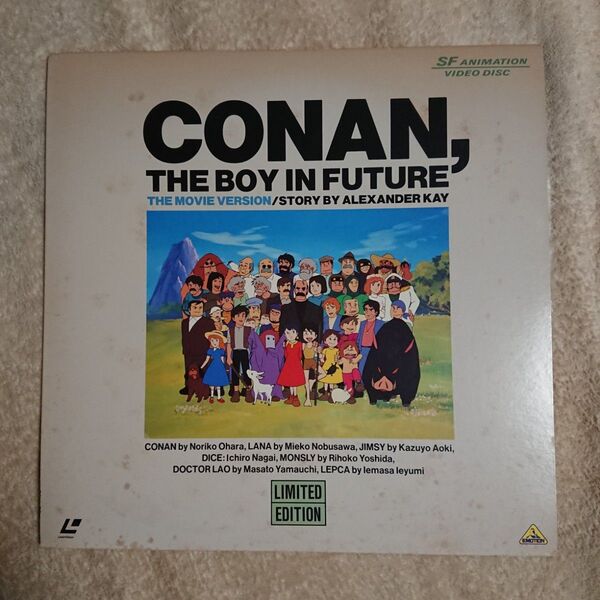 SF ANIMATION
VIDEO DISC
CONAN,
THE BOY IN FUTURE
THE MOVIE VERSION/STORY BY ALEXANDER KAY
CONAN by Noriko Ohara, LANA by Mieko Nobusawa, JIMSY by Kazuyo Aoki,
DICE: Ichiro Nagai, MONSLY by Rihoko Yoshida,
DOCTOR LAO by Masato Yamauchi, LEPCA by Iemasa Ieyumi
LIMITED
EDITION
EMOTION